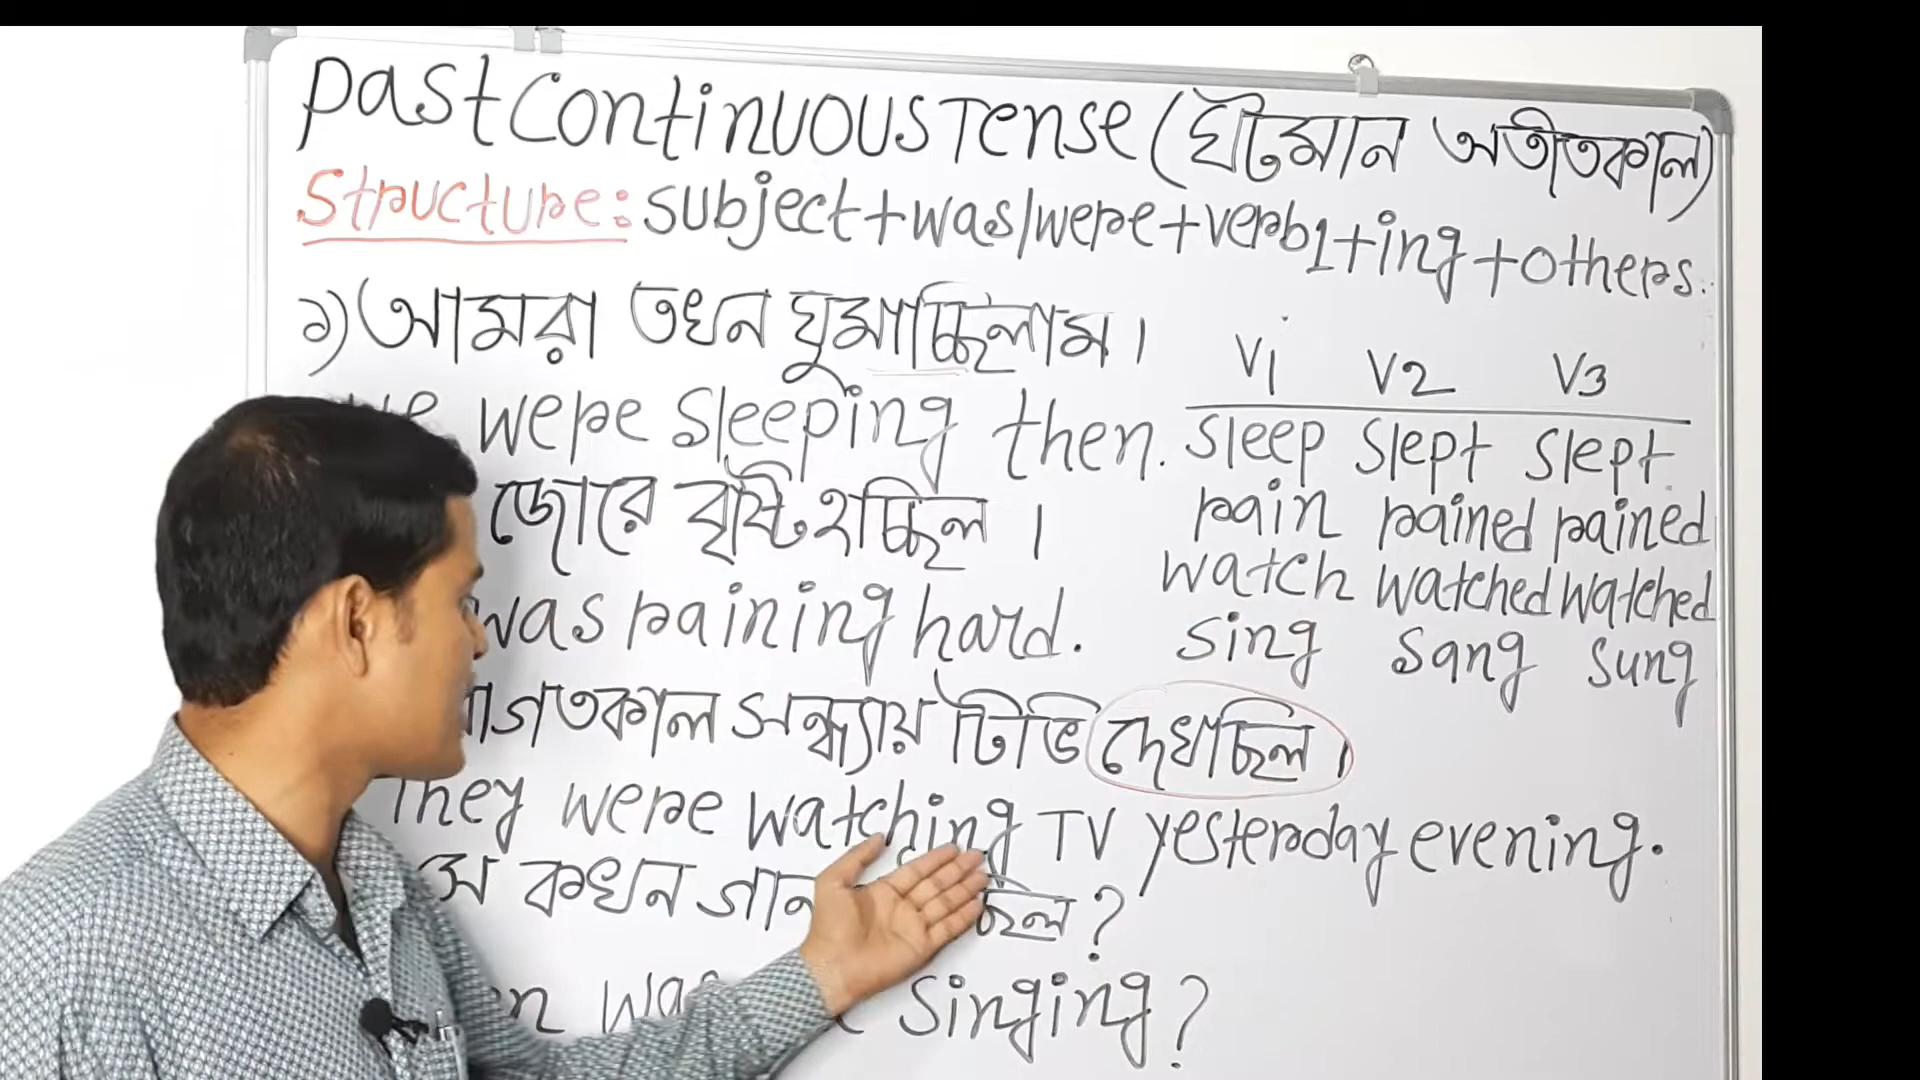 Past Continuous Tense (ঘটমান অতীতকাল)
Structure: subject+was/were+verb1+ing+others.
১) আমরা তখন ঘুমাচ্ছিলাম।
were sleeping then.
জোরে বৃষ্টি হচ্ছিল।
was raining hard.
গতকাল সন্ধ্যায় টিভি দেখছিল।
They were watching TV yesterday evening.
সে কখন গান ছিল?
singing?
V1 V2 V3
sleep slept slept
rain rained rained
watch watched watched
sing sang sung